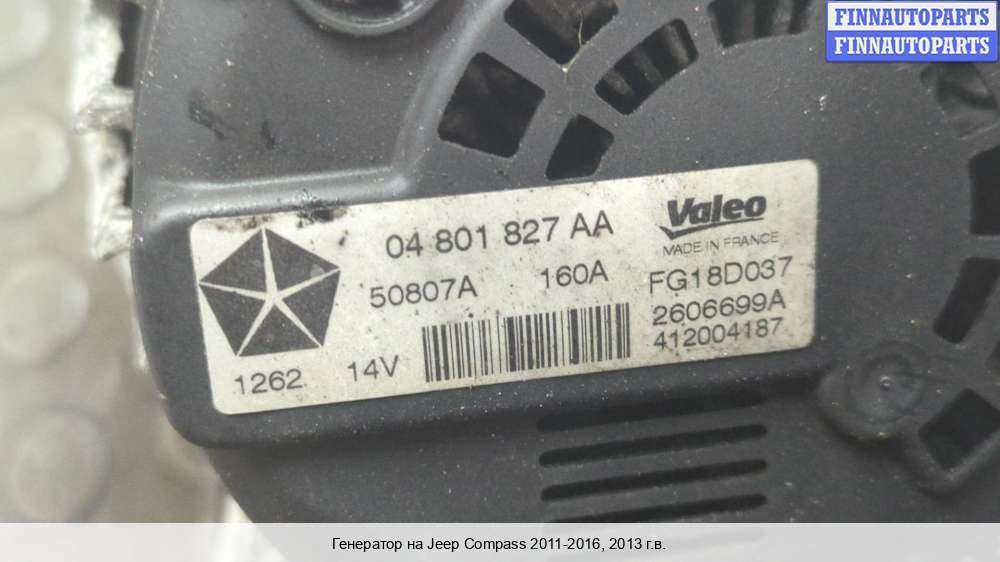 FINNAUTOPARTS
FINNAUTOPARTS
04 801 827 AA
Valeo
MADE IN FRANCE
50807A 160A FG18D037
2606699A
1262 14V 412004187
Генератор на Jeep Compass 2011-2016, 2013 г.в.